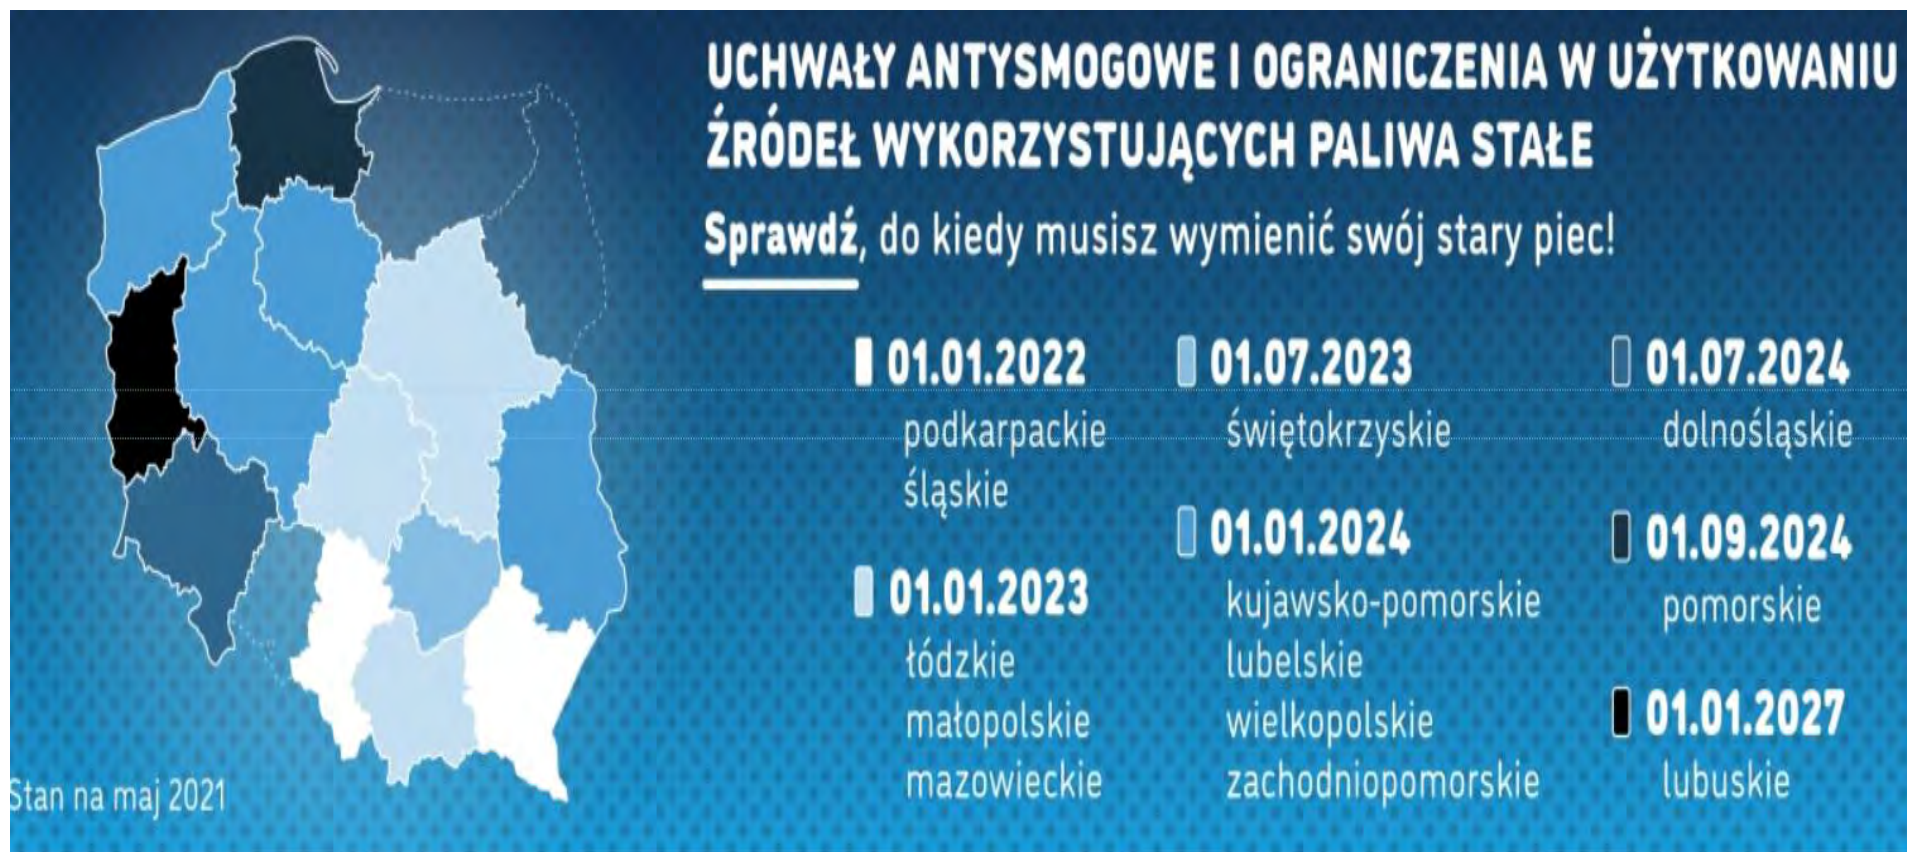 UCHWAŁY ANTYSMOGOWE I OGRANICZENIA W UŻYTKOWANIU
ŹRÓDEŁ WYKORZYSTUJĄCYCH PALIWA STAŁE
Sprawdź, do kiedy musisz wymienić swój stary piec!
01.01.2022
podkarpackie
śląskie
01.01.2023
łódzkie
małopolskie
mazowieckie
01.07.2023
świętokrzyskie
01.01.2024
kujawsko-pomorskie
lubelskie
wielkopolskie
zachodniopomorskie
01.07.2024
dolnośląskie
01.09.2024
pomorskie
01.01.2027
lubuskie
Stan na maj 2021